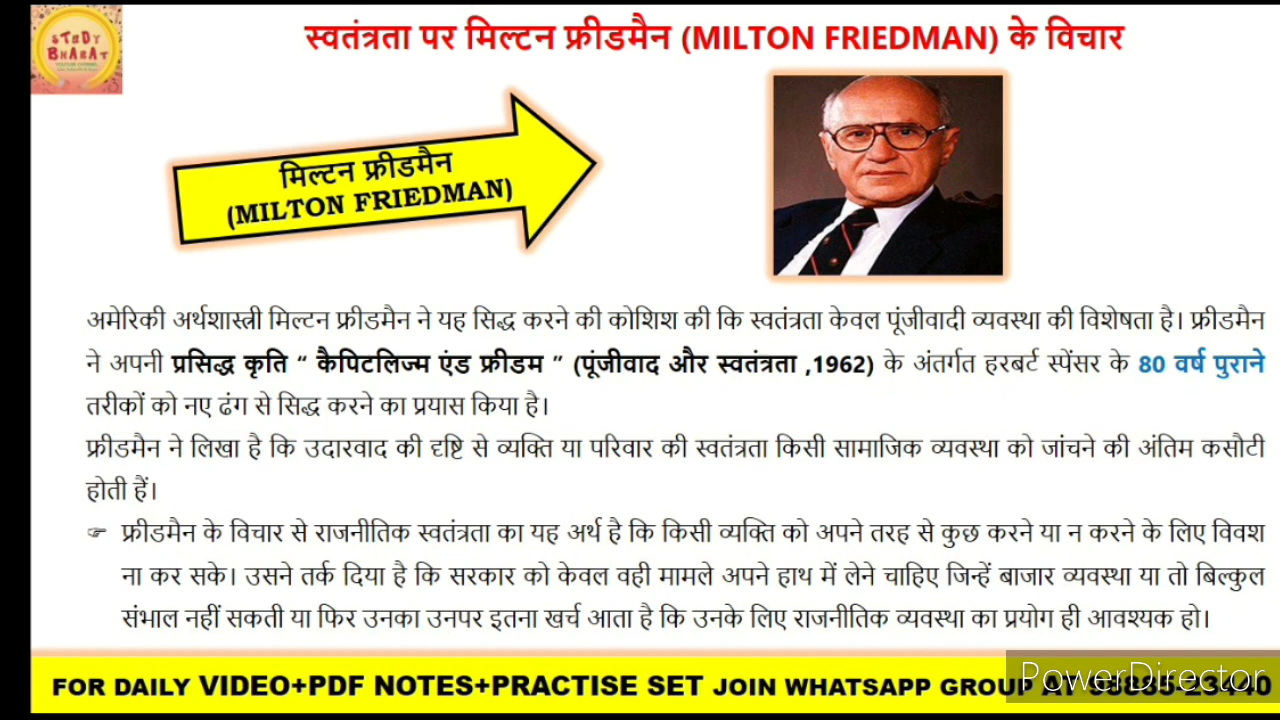 STUDY
BHARAT
स्वतंत्रता पर मिल्टन फ्रीडमैन (MILTON FRIEDMAN) के विचार
मिल्टन फ्रीडमैन
(MILTON FRIEDMAN)
अमेरिकी अर्थशास्त्री मिल्टन फ्रीडमैन ने यह सिद्ध करने की कोशिश की कि स्वतंत्रता केवल पूंजीवादी व्यवस्था की विशेषता है। फ्रीडमैन
ने अपनी प्रसिद्ध कृति “ कैपिटलिज्म एंड फ्रीडम ” (पूंजीवाद और स्वतंत्रता ,1962) के अंतर्गत हरबर्ट स्पेंसर के 80 वर्ष पुराने
तरीकों को नए ढंग से सिद्ध करने का प्रयास किया है।
फ्रीडमैन ने लिखा है कि उदारवाद की दृष्टि से व्यक्ति या परिवार की स्वतंत्रता किसी सामाजिक व्यवस्था को जांचने की अंतिम कसौटी
होती हैं।
☞ फ्रीडमैन के विचार से राजनीतिक स्वतंत्रता का यह अर्थ है कि किसी व्यक्ति को अपने तरह से कुछ करने या न करने के लिए विवश
ना कर सके। उसने तर्क दिया है कि सरकार को केवल वही मामले अपने हाथ में लेने चाहिए जिन्हें बाजार व्यवस्था या तो बिल्कुल
संभाल नहीं सकती या फिर उनका उनपर इतना खर्च आता है कि उनके लिए राजनीतिक व्यवस्था का प्रयोग ही आवश्यक हो।
FOR DAILY VIDEO+PDF NOTES+PRACTISE SET JOIN WHATSAPP GROUP AT
PowerDirector